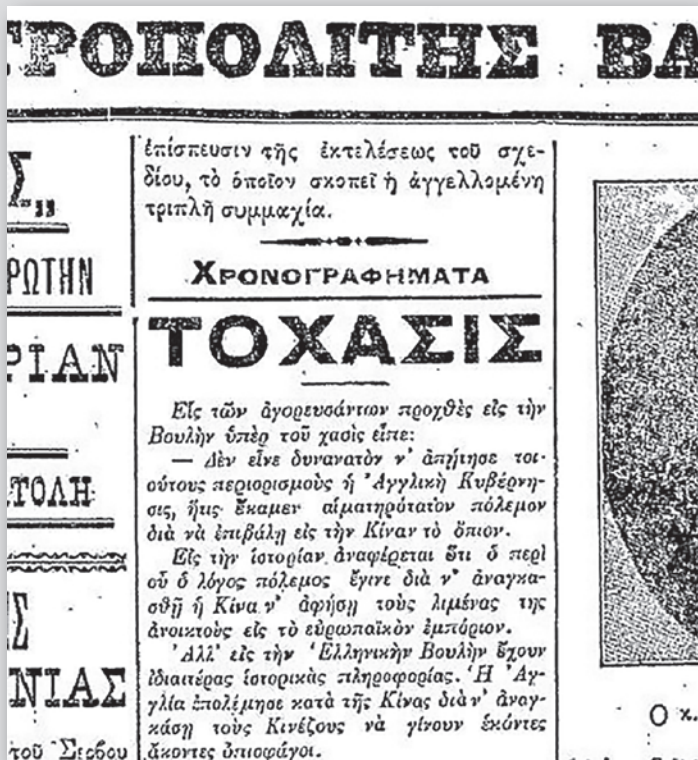 ΤΡΟΠΟΛΙΤΗΣ ΒΑ
Σ„
ΡΩΤΗΝ
ΡΙΑΝ
ΤΟΛΗ
ΗΣ
ΝΙΑΣ
τοῦ Σερβου
ἐπίσπευσιν τῆς ἐκτελέσεως τοῦ σχε-
δίου, τὸ ὁποῖον σκοπεῖ ἡ ἀγγελλομένη
τριπλῆ συμμαχία.
ΧΡΟΝΟΓΡΑΦΗΜΑΤΑ
ΤΟ ΧΑΣΙΣ
Εἷς τῶν ἀγορευσάντων προχθὲς εἰς τὴν
Βουλὴν ὑπὲρ τοῦ χασὶς εἶπε:
— Δὲν εἶνε δυνανατὸν ν' ἀπῄτησε τοι-
ούτους περιορισμοὺς ἡ Ἀγγλικὴ Κυβέρνη-
σις, ἥτις ἔκαμεν αἱματηρότατον πόλεμον
διὰ νὰ ἐπιβάλῃ εἰς τὴν Κίναν τὸ ὄπιον.
Εἰς τὴν ἱστορίαν ἀναφέρεται ὅτι ὁ περὶ
οὗ ὁ λόγος πόλεμος ἔγινε διὰ ν' ἀναγκα-
σθῇ ἡ Κίνα ν' ἀφήσῃ τοὺς λιμένας της
ἀνοικτοὺς εἰς τὸ εὐρωπαϊκὸν ἐμπόριον.
Ἀλλ' εἰς τὴν Ἑλληνικὴν Βουλὴν ἔχουν
ἰδιαιτέρας ἱστορικὰς πληροφορίας. Ἡ Ἀγ-
γλία ἐπολέμησε κατὰ τῆς Κίνας διὰ ν' ἀναγ-
κάσῃ τοὺς Κινέζους νὰ γίνουν ἑκόντες
ἄκοντες ὀπιοφάγοι.
Ὁ κ.